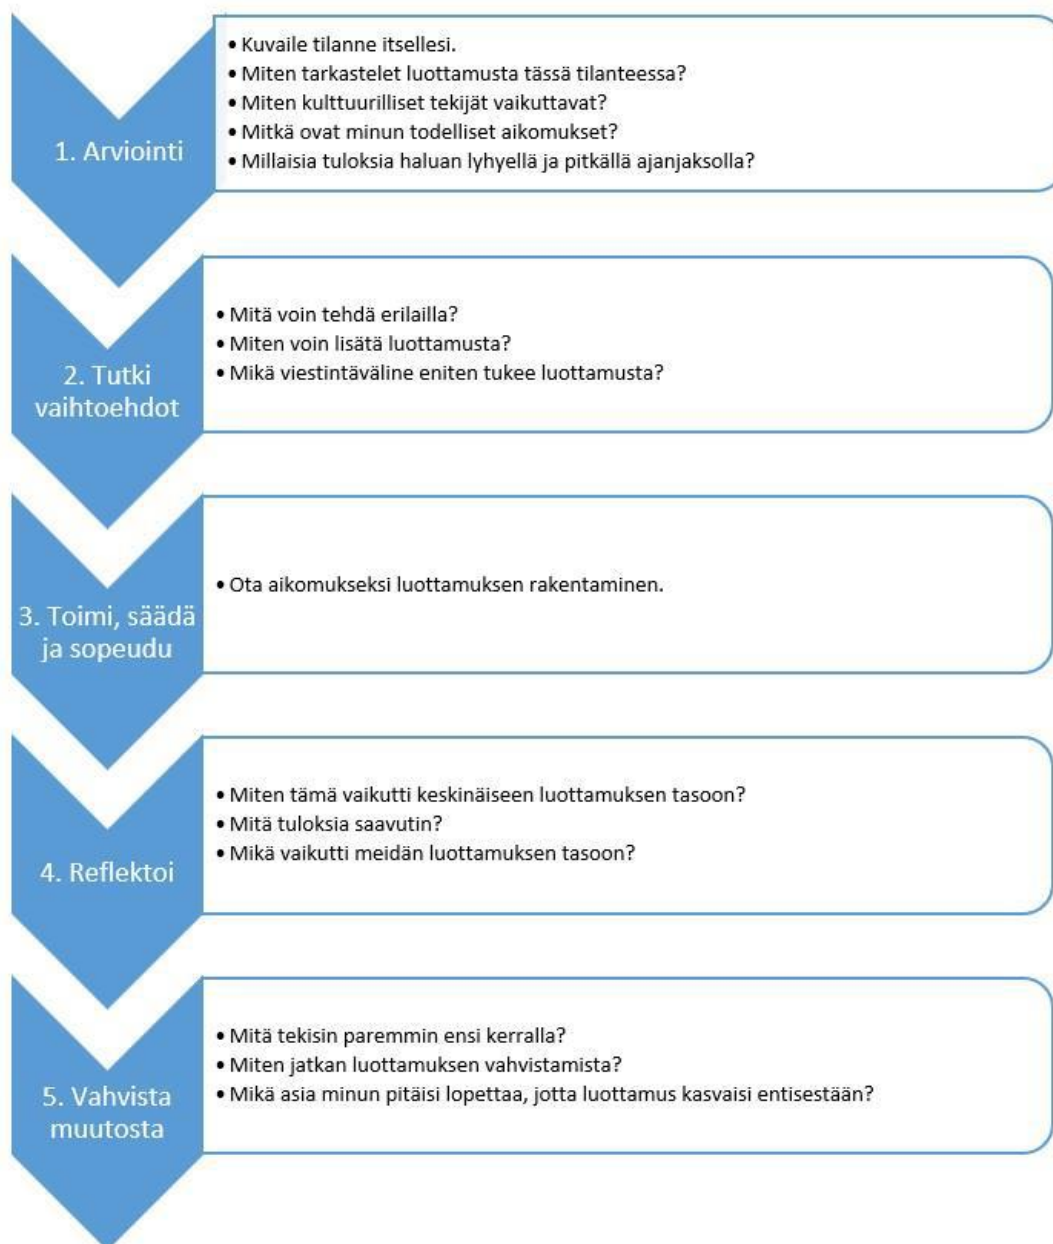 1. Arviointi
• Kuvaile tilanne itsellesi.
• Miten tarkastelet luottamusta tässä tilanteessa?
• Miten kulttuurilliset tekijät vaikuttavat?
• Mitkä ovat minun todelliset aikomukset?
• Millaisia tuloksia haluan lyhyellä ja pitkällä ajanjaksolla?
2. Tutki
vaihtoehdot
• Mitä voin tehdä erilailla?
• Miten voin lisätä luottamusta?
• Mikä viestintäväline eniten tukee luottamusta?
3. Toimi, säädä
ja sopeudu
• Ota aikomukseksi luottamuksen rakentaminen.
4. Reflektoi
• Miten tämä vaikutti keskinäiseen luottamuksen tasoon?
• Mitä tuloksia saavutin?
• Mikä vaikutti meidän luottamuksen tasoon?
5. Vahvista
muutosta
• Mitä tekisin paremmin ensi kerralla?
• Miten jatkan luottamuksen vahvistamista?
• Mikä asia minun pitäisi lopettaa, jotta luottamus kasvaisi entisestään?